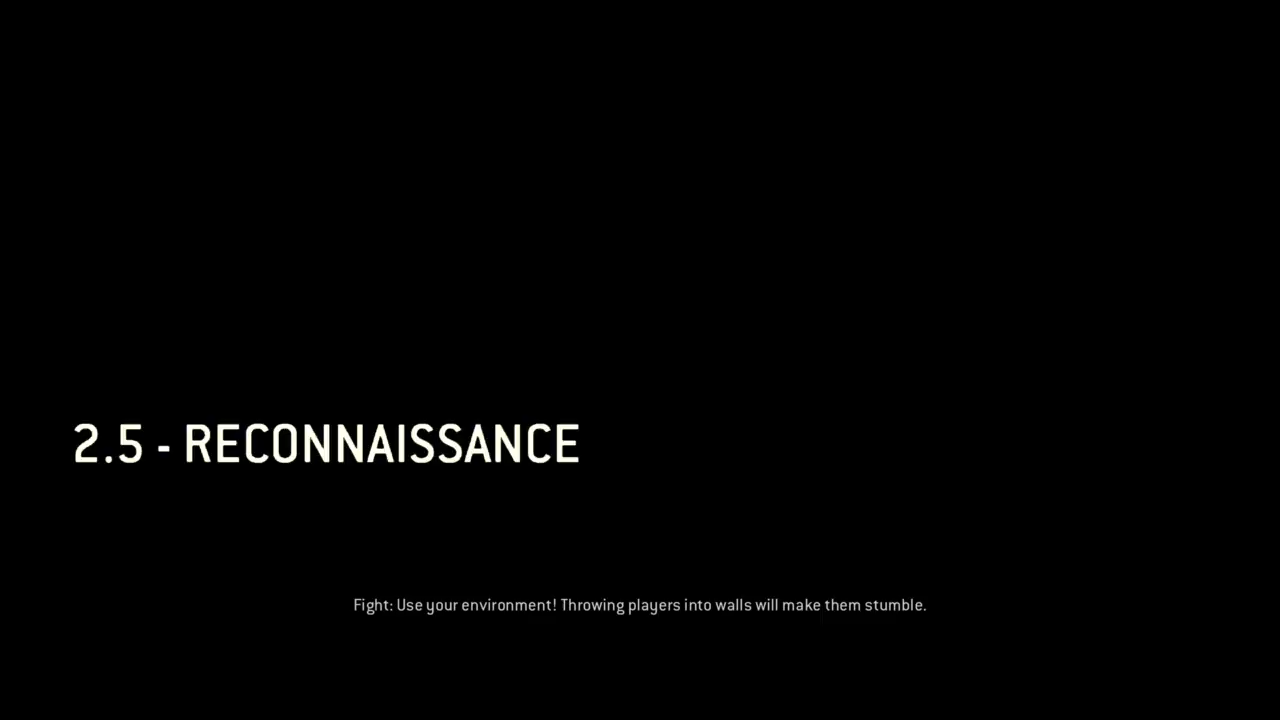 2.5 - RECONNAISSANCE
Fight: Use your environment! Throwing players into walls will make them stumble.